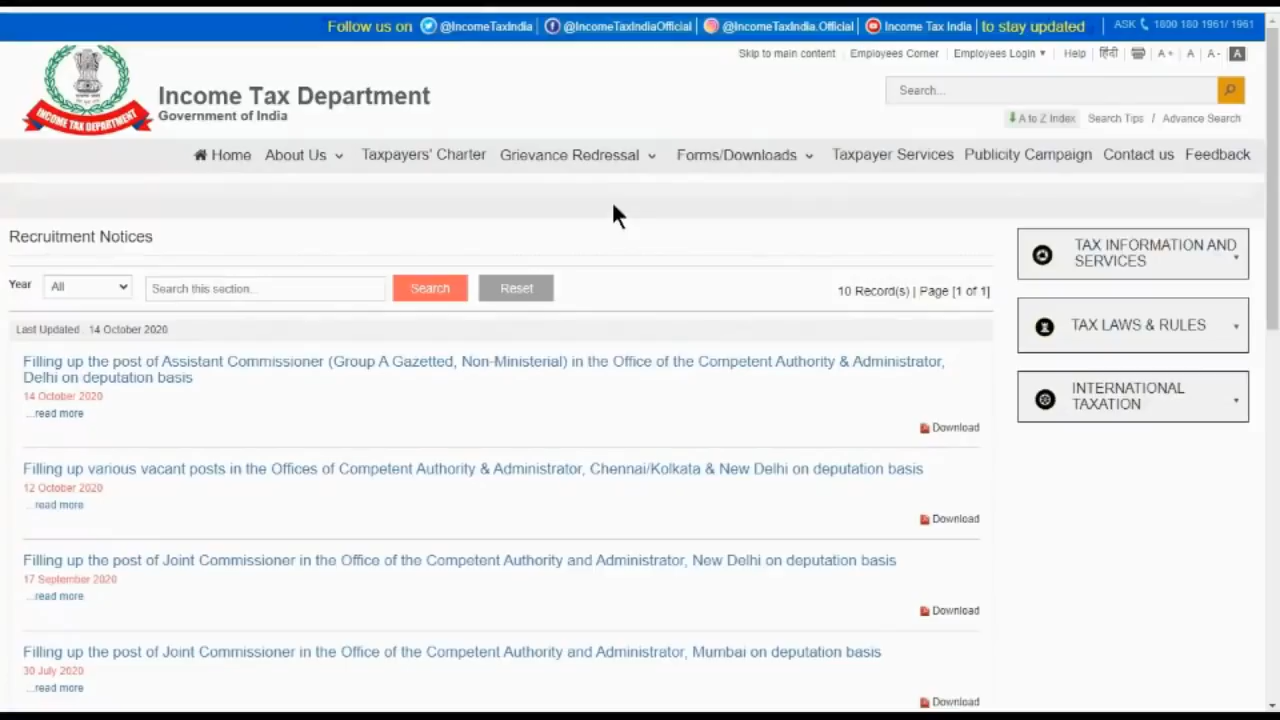 Follow us on @IncomeTaxIndia @IncomeTaxIndiaOfficial @IncomeTaxIndia.Official Income Tax India to stay updated ASK 1800 180 1961/ 1961
Skip to main content Employees Corner Employees Login Help हिंदी A+ A A- A
INCOME TAX DEPARTMENT
Income Tax Department
Government of India
Search...
A to Z Index Search Tips / Advance Search
Home About Us Taxpayers' Charter Grievance Redressal Forms/Downloads Taxpayer Services Publicity Campaign Contact us Feedback
Recruitment Notices
Year All Search this section... Search Reset 10 Record(s) | Page [1 of 1]
Last Updated 14 October 2020
Filling up the post of Assistant Commissioner (Group A Gazetted, Non-Ministerial) in the Office of the Competent Authority & Administrator,
Delhi on deputation basis
14 October 2020
...read more
Download
Filling up various vacant posts in the Offices of Competent Authority & Administrator, Chennai/Kolkata & New Delhi on deputation basis
12 October 2020
...read more
Download
Filling up the post of Joint Commissioner in the Office of the Competent Authority and Administrator, New Delhi on deputation basis
17 September 2020
...read more
Download
Filling up the post of Joint Commissioner in the Office of the Competent Authority and Administrator, Mumbai on deputation basis
30 July 2020
...read more
Download
TAX INFORMATION AND
SERVICES
TAX LAWS & RULES
INTERNATIONAL
TAXATION